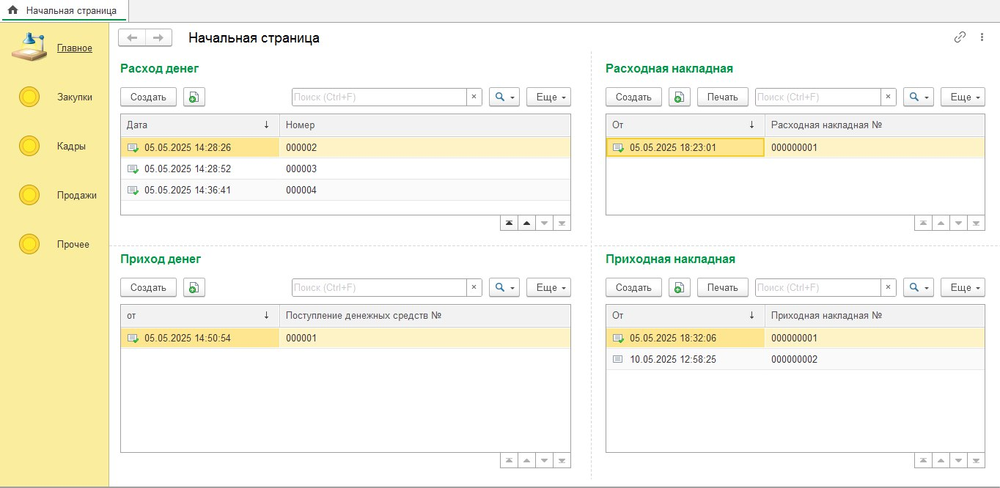 Начальная страница
Главное
Закупки
Кадры
Продажи
Прочее
Начальная страница
Расход денег
Создать Поиск (Ctrl+F) × Еще
Дата ↓ Номер
05.05.2025 14:28:26 000002
05.05.2025 14:28:52 000003
05.05.2025 14:36:41 000004
Расходная накладная
Создать Печать Поиск (Ctrl+F) × Еще
От ↓ Расходная накладная №
05.05.2025 18:23:01 000000001
Приход денег
Создать Поиск (Ctrl+F) × Еще
от ↓ Поступление денежных средств №
05.05.2025 14:50:54 000001
Приходная накладная
Создать Печать Поиск (Ctrl+F) × Еще
От ↓ Приходная накладная №
05.05.2025 18:32:06 000000001
10.05.2025 12:58:25 000000002